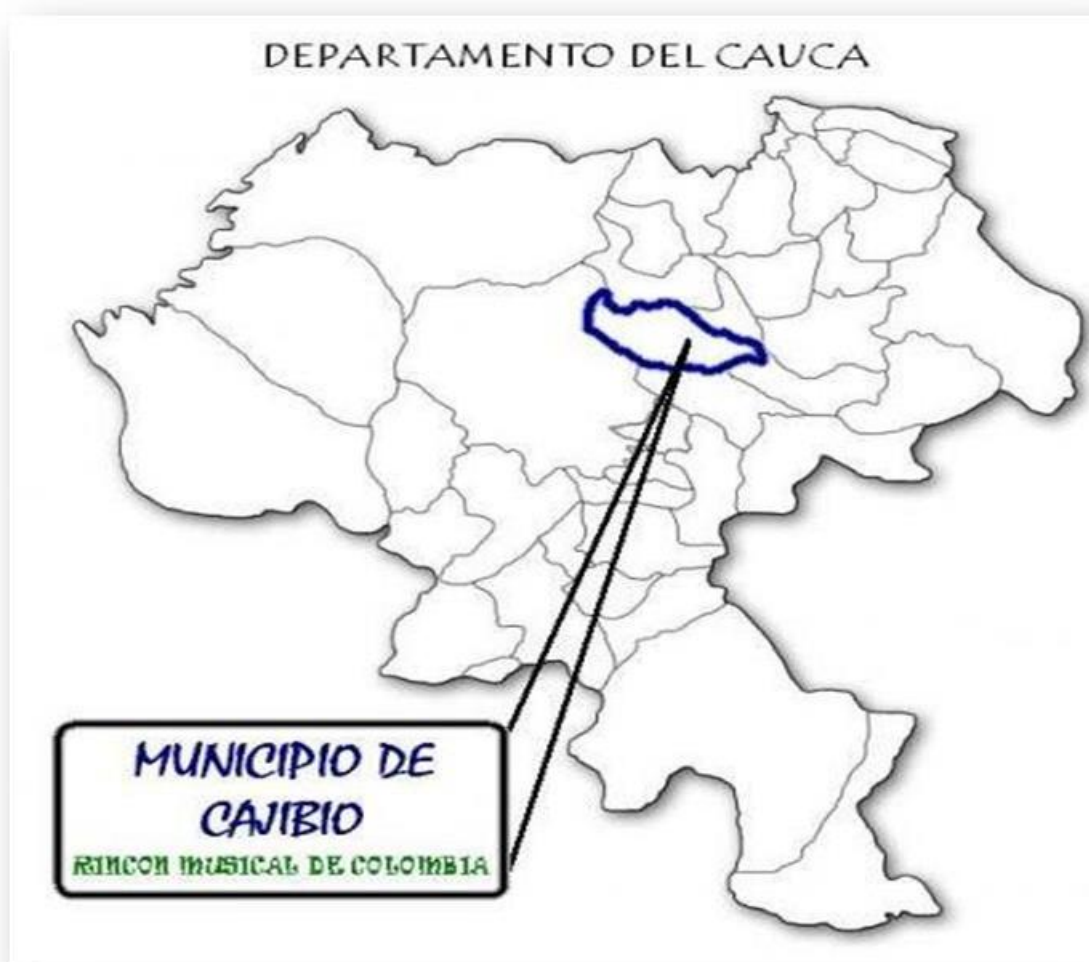 DEPARTAMENTO DEL CAUCA
MUNICIPIO DE
CAJIBIO
RINCON MUSICAL DE COLOMBIA